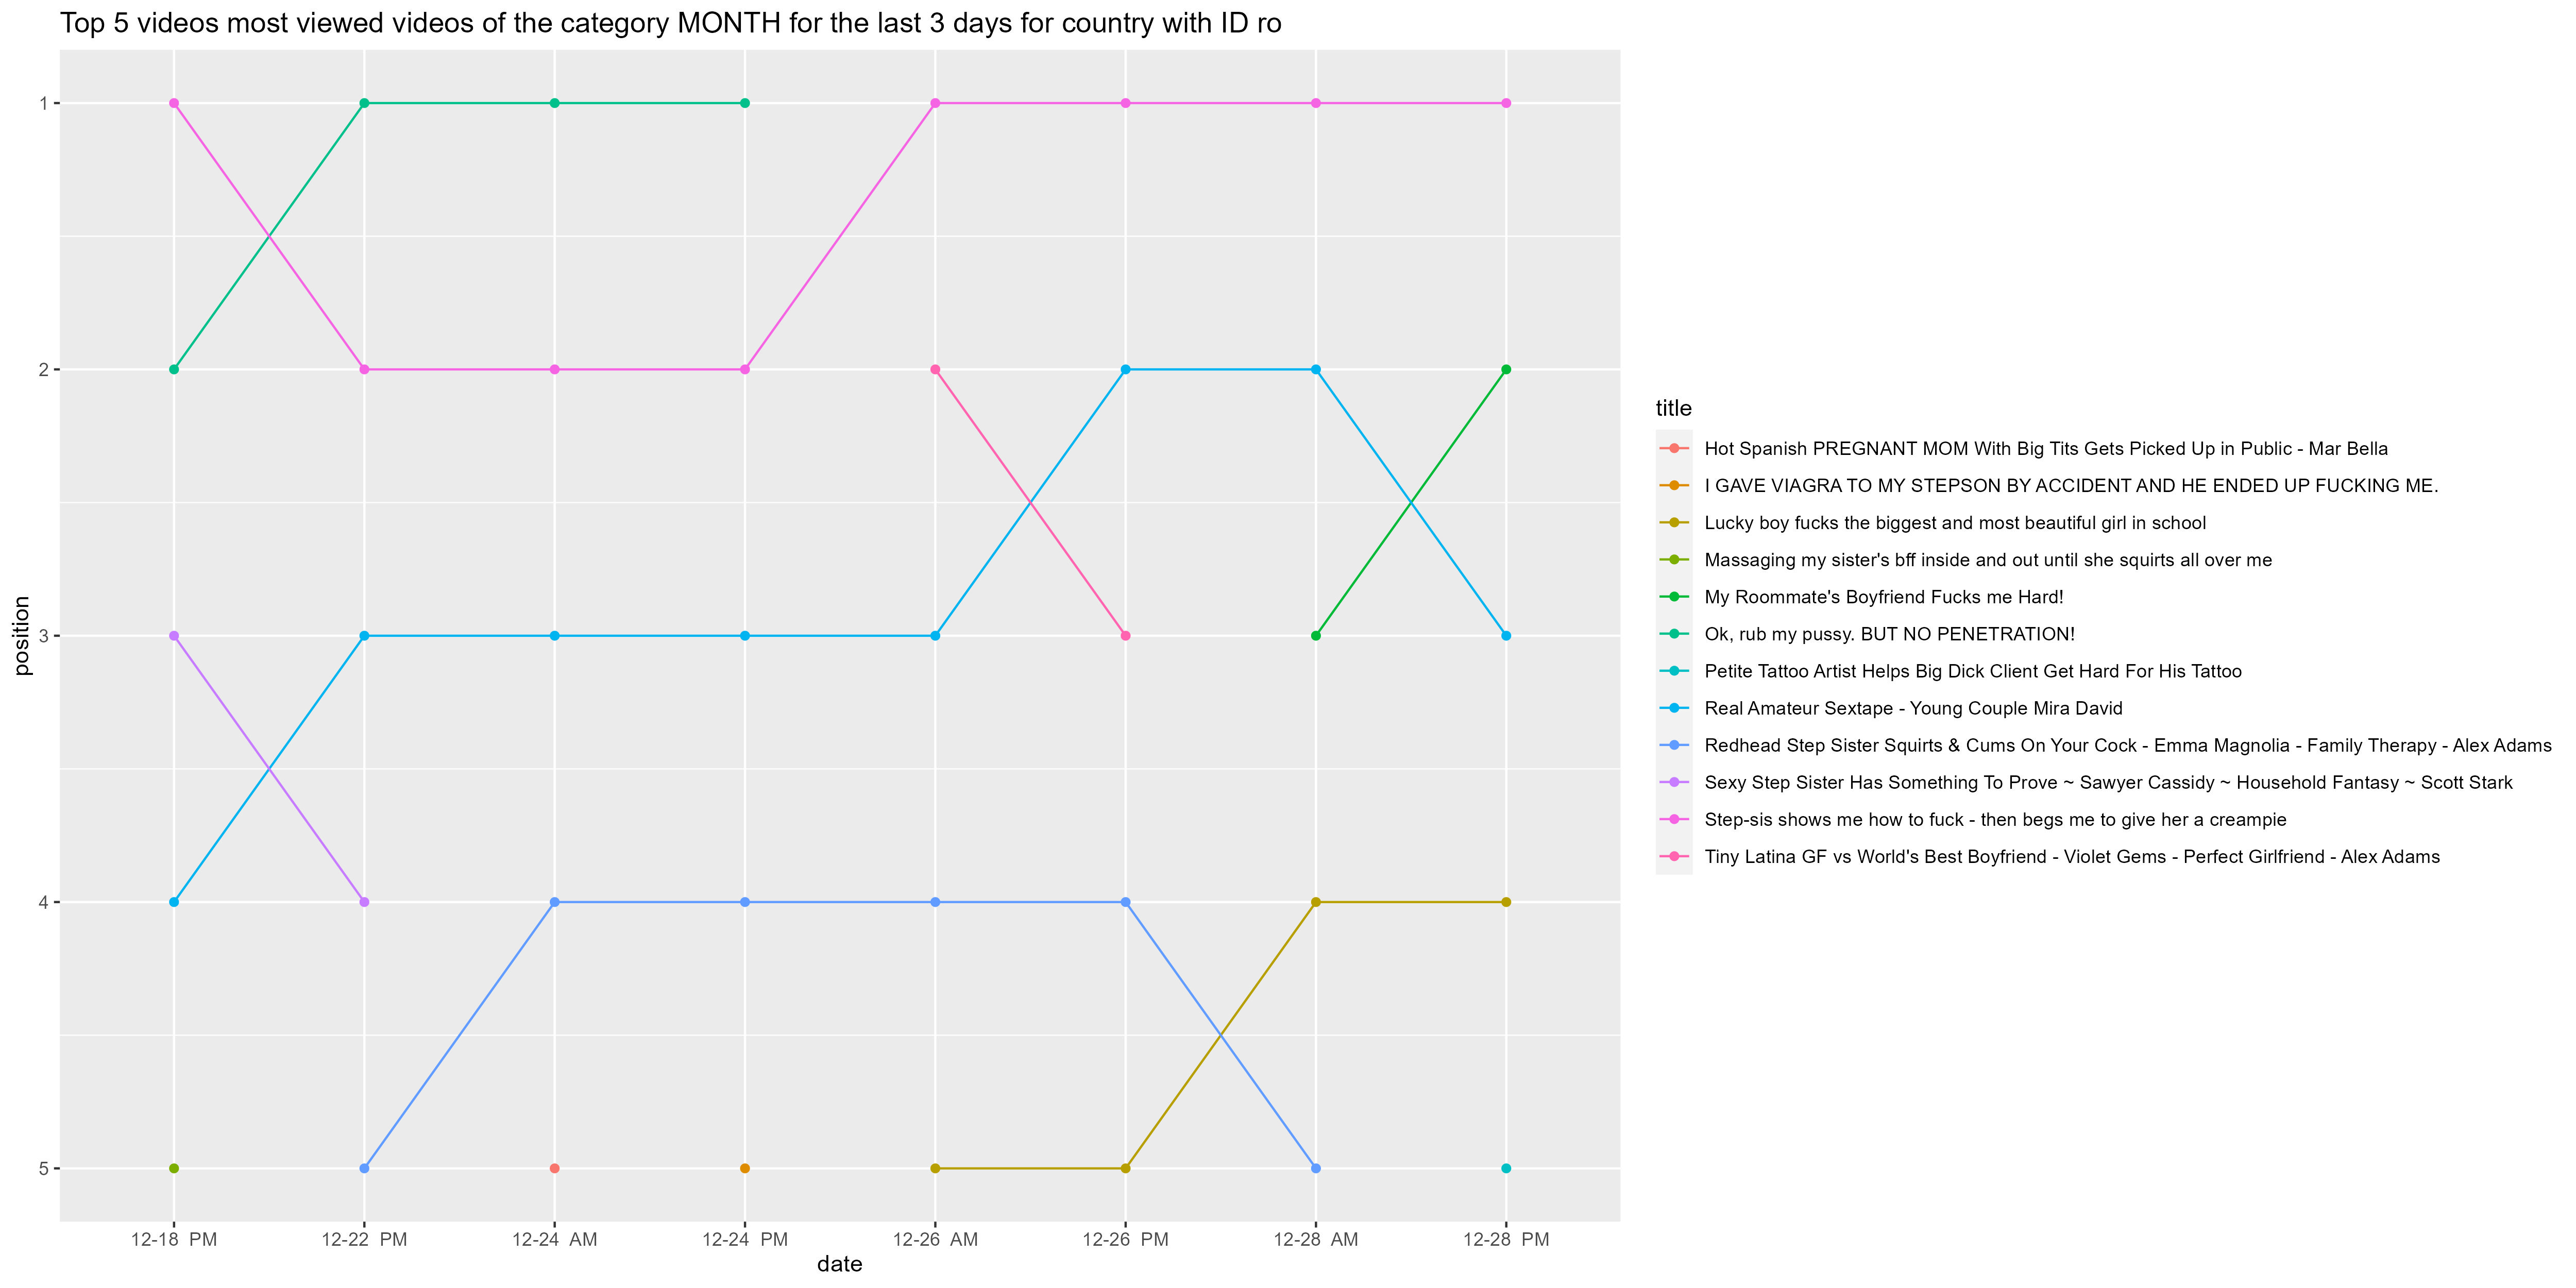 Top 5 videos most viewed videos of the category MONTH for the last 3 days for country with ID ro
position
1
2
3
4
5
12-18 PM
12-22 PM
12-24 AM
12-24 PM
12-26 AM
12-26 PM
12-28 AM
12-28 PM
date
title
Hot Spanish PREGNANT MOM With Big Tits Gets Picked Up in Public - Mar Bella
I GAVE VIAGRA TO MY STEPSON BY ACCIDENT AND HE ENDED UP FUCKING ME.
Lucky boy fucks the biggest and most beautiful girl in school
Massaging my sister's bff inside and out until she squirts all over me
My Roommate's Boyfriend Fucks me Hard!
Ok, rub my pussy. BUT NO PENETRATION!
Petite Tattoo Artist Helps Big Dick Client Get Hard For His Tattoo
Real Amateur Sextape - Young Couple Mira David
Redhead Step Sister Squirts & Cums On Your Cock - Emma Magnolia - Family Therapy - Alex Adams
Sexy Step Sister Has Something To Prove ~ Sawyer Cassidy ~ Household Fantasy ~ Scott Stark
Step-sis shows me how to fuck - then begs me to give her a creampie
Tiny Latina GF vs World's Best Boyfriend - Violet Gems - Perfect Girlfriend - Alex Adams